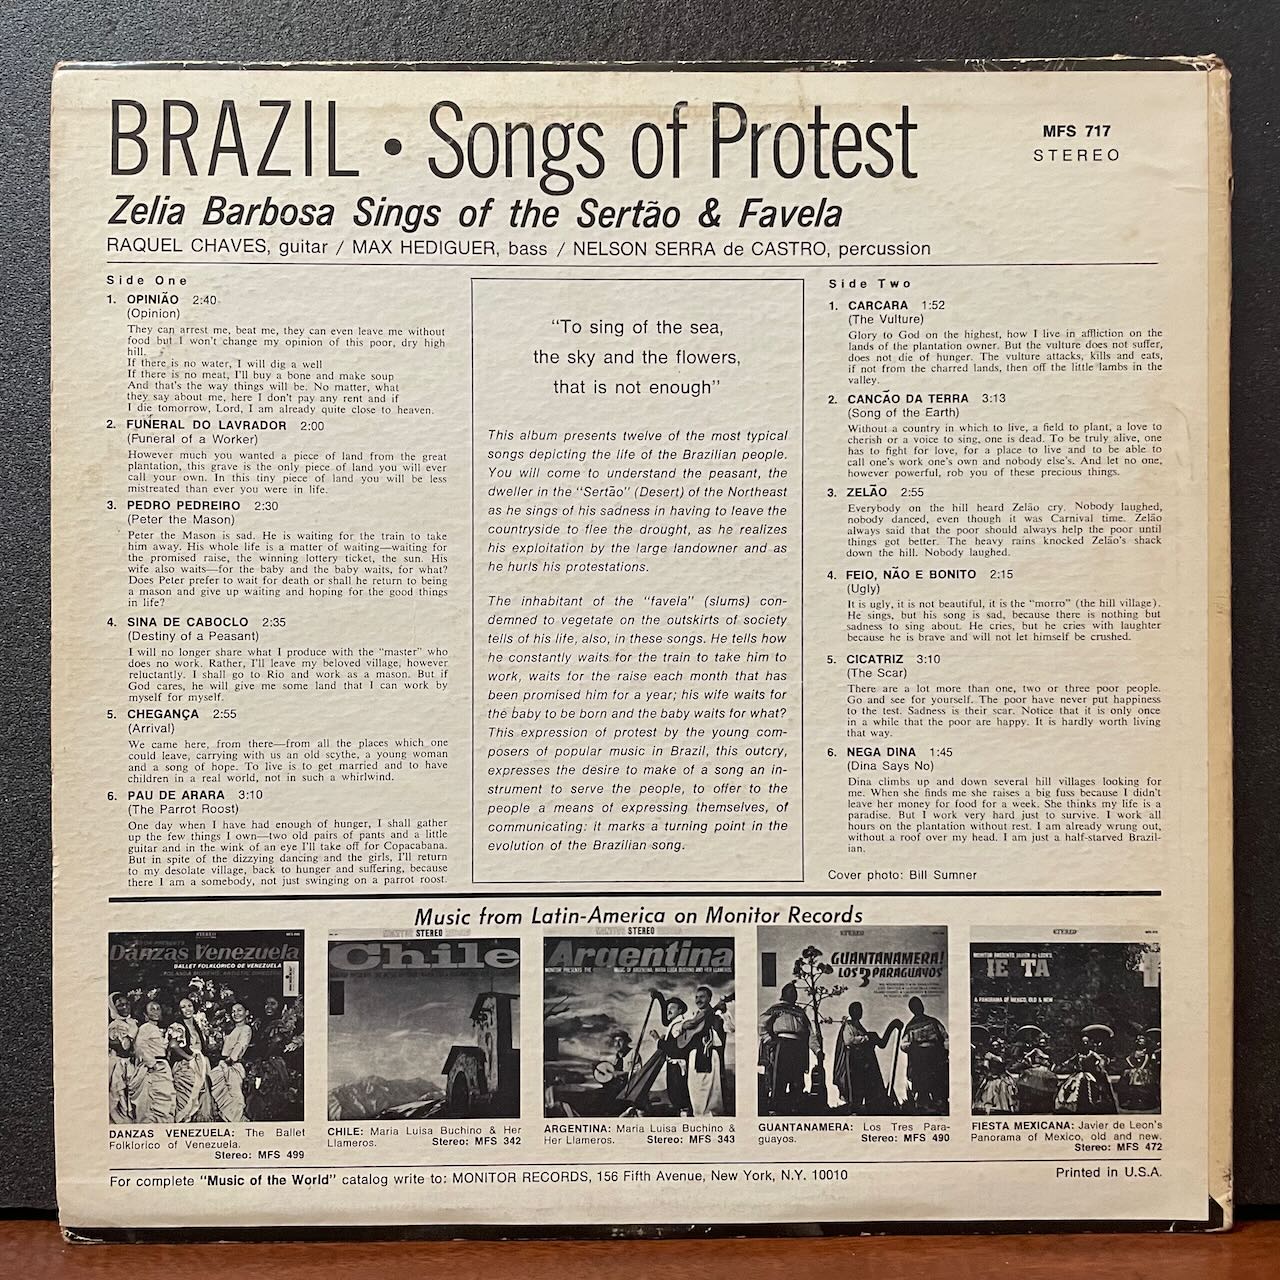 BRAZIL • Songs of Protest
MFS 717
STEREO
Zelia Barbosa Sings of the Sertão & Favela
RAQUEL CHAVES, guitar / MAX HEDIGUER, bass / NELSON SERRA de CASTRO, percussion
Side One
1. OPINIÃO 2:40
(Opinion)
They can arrest me, beat me, they can even leave me without
food but I won't change my opinion of this poor, dry high
hill.
If there is no water, I will dig a well
If there is no meat, I'll buy a bone and make soup
And that's the way things will be. No matter, what
they say about me, here I don't pay any rent and if
I die tomorrow, Lord, I am already quite close to heaven.
2. FUNERAL DO LAVRADOR 2:00
(Funeral of a Worker)
However much you wanted a piece of land from the great
plantation, this grave is the only piece of land you will ever
call your own. In this tiny piece of land you will be less
mistreated than ever you were in life.
3. PEDRO PEDREIRO 2:30
(Peter the Mason)
Peter the Mason is sad. He is waiting for the train to take
him away. His whole life is a matter of waiting—waiting for
the promised raise, the winning lottery ticket, the sun. His
wife also waits—for the baby and the baby waits, for what?
Does Peter prefer to wait for death or shall he return to being
a mason and give up waiting and hoping for the good things
in life?
4. SINA DE CABOCLO 2:35
(Destiny of a Peasant)
I will no longer share what I produce with the "master" who
does no work. Rather, I'll leave my beloved village, however
reluctantly. I shall go to Rio and work as a mason. But if
God cares, he will give me some land that I can work by
myself for myself.
5. CHEGANÇA 2:55
(Arrival)
We came here, from there—from all the places which one
could leave, carrying with us an old scythe, a young woman
and a song of hope. To live is to get married and to have
children in a real world, not in such a whirlwind.
6. PAU DE ARARA 3:10
(The Parrot Roost)
One day when I have had enough of hunger, I shall gather
up the few things I own—two old pairs of pants and a little
guitar and in the wink of an eye I'll take off for Copacabana.
But in spite of the dizzying dancing and the girls, I'll return
to my desolate village, back to hunger and suffering, because
there I am a somebody, not just swinging on a parrot roost.
"To sing of the sea,
the sky and the flowers,
that is not enough"
This album presents twelve of the most typical
songs depicting the life of the Brazilian people.
You will come to understand the peasant, the
dweller in the "Sertão" (Desert) of the Northeast
as he sings of his sadness in having to leave the
countryside to flee the drought, as he realizes
his exploitation by the large landowner and as
he hurls his protestations.
The inhabitant of the "favela" (slums) con-
demned to vegetate on the outskirts of society
tells of his life, also, in these songs. He tells how
he constantly waits for the train to take him to
work, waits for the raise each month that has
been promised him for a year; his wife waits for
the baby to be born and the baby waits for what?
This expression of protest by the young com-
posers of popular music in Brazil, this outcry,
expresses the desire to make of a song an in-
strument to serve the people, to offer to the
people a means of expressing themselves, of
communicating: it marks a turning point in the
evolution of the Brazilian song.
Side Two
1. CARCARA 1:52
(The Vulture)
Glory to God on the highest, how I live in affliction on the
lands of the plantation owner. But the vulture does not suffer,
does not die of hunger. The vulture attacks, kills and eats,
if not from the charred lands, then off the little lambs in the
valley.
2. CANCÃO DA TERRA 3:13
(Song of the Earth)
Without a country in which to live, a field to plant, a love to
cherish or a voice to sing, one is dead. To be truly alive, one
has to fight for love, for a place to live and to be able to
call one's work one's own and nobody else's. And let no one,
however powerful, rob you of these precious things.
3. ZELÃO 2:55
Everybody on the hill heard Zelão cry. Nobody laughed,
nobody danced, even though it was Carnival time. Zelão
always said that the poor should always help the poor until
things got better. The heavy rains knocked Zelão's shack
down the hill. Nobody laughed.
4. FEIO, NÃO E BONITO 2:15
(Ugly)
It is ugly, it is not beautiful, it is the "morro" (the hill village).
He sings, but his song is sad, because there is nothing but
sadness to sing about. He cries, but he cries with laughter
because he is brave and will not let himself be crushed.
5. CICATRIZ 3:10
(The Scar)
There are a lot more than one, two or three poor people.
Go and see for yourself. The poor have never put happiness
to the test. Sadness is their scar. Notice that it is only once
in a while that the poor are happy. It is hardly worth living
that way.
6. NEGA DINA 1:45
(Dina Says No)
Dina climbs up and down several hill villages looking for
me. When she finds me she raises a big fuss because I didn't
leave her money for food for a week. She thinks my life is a
paradise. But I work very hard just to survive. I work all
hours on the plantation without rest. I am already wrung out,
without a roof over my head. I am just a half-starved Brazil-
ian.
Cover photo: Bill Sumner
Music from Latin-America on Monitor Records
STEREO
Danzas Venezuela
BALLET FOLKLORICO DE VENEZUELA
STEREO
Chile
STEREO
Argentina
STEREO
GUANTANAMERA!
LOS 3 PARAGUAYOS
STEREO
A PANORAMA OF MEXICO, OLD & NEW
DANZAS VENEZUELA: The Ballet
Folklorico of Venezuela.
Stereo: MFS 499
CHILE: Maria Luisa Buchino & Her
Llameros. Stereo: MFS 342
ARGENTINA: Maria Luisa Buchino &
Her Llameros. Stereo: MFS 343
GUANTANAMERA: Los Tres Para-
guayos. Stereo: MFS 490
FIESTA MEXICANA: Javier de Leon's
Panorama of Mexico, old and new.
Stereo: MFS 472
For complete "Music of the World" catalog write to: MONITOR RECORDS, 156 Fifth Avenue, New York, N.Y. 10010
Printed in U.S.A.